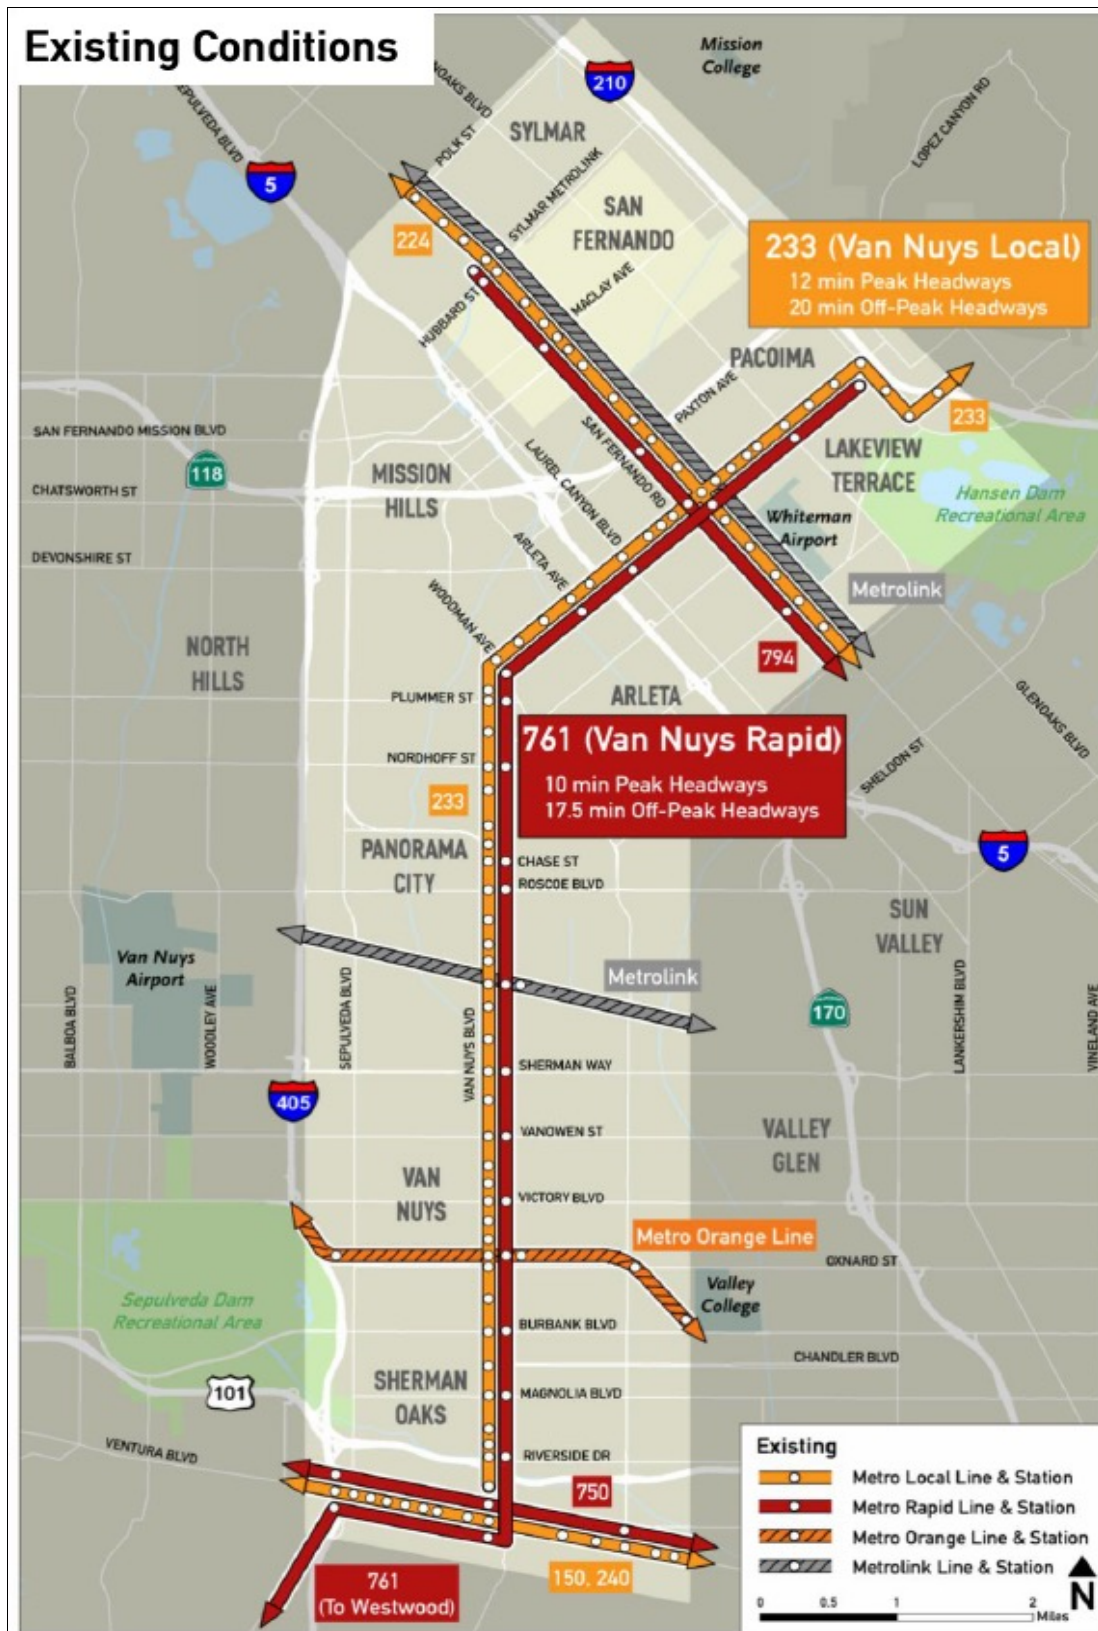 Existing Conditions
Mission
College
210
NOAKS BLVD
SEPULVEDA BLVD
POLK ST
SYLMAR
LOPEZ CANYON RD
5
SYLMAR METROLINK
SAN
FERNANDO
224
233 (Van Nuys Local)
12 min Peak Headways
20 min Off-Peak Headways
MACLAY AVE
HUBBARD ST
PACOIMA
PAXTON AVE
233
SAN FERNANDO MISSION BLVD
118
SAN FERNANDO RD
LAUREL CANYON BLVD
LAKEVIEW
TERRACE
MISSION
HILLS
CHATSWORTH ST
Hansen Dam
Recreational Area
Whiteman
Airport
DEVONSHIRE ST
ARLETA AVE
Metrolink
WOODMAN AVE
NORTH
HILLS
794
ARLETA
PLUMMER ST
GLENOAKS BLVD
761 (Van Nuys Rapid)
10 min Peak Headways
17.5 min Off-Peak Headways
NORDHOFF ST
SHELDON ST
233
5
PANORAMA
CITY
CHASE ST
ROSCOE BLVD
SUN
VALLEY
Van Nuys
Airport
Metrolink
170
BALBOA BLVD
WOODLEY AVE
SEPULVEDA BLVD
VAN NUYS BLVD
LANKERSHIM BLVD
VINELAND AVE
SHERMAN WAY
405
VANOWEN ST
VALLEY
GLEN
VAN
NUYS
VICTORY BLVD
Metro Orange Line
OXNARD ST
Valley
College
Sepulveda Dam
Recreational Area
BURBANK BLVD
CHANDLER BLVD
SHERMAN
OAKS
MAGNOLIA BLVD
101
VENTURA BLVD
RIVERSIDE DR
750
150, 240
761
(To Westwood)
Existing
Metro Local Line & Station
Metro Rapid Line & Station
Metro Orange Line & Station
Metrolink Line & Station
N
0 0.5 1 2
Miles